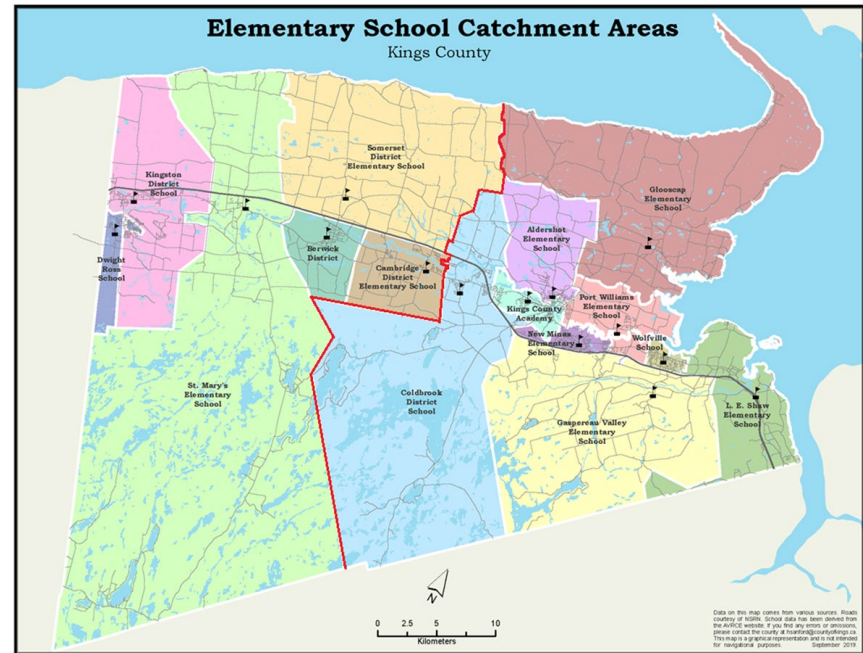 Elementary School Catchment Areas
Kings County
Somerset
District
Elementary School
Kingston
District
School
Glooscap
Elementary
School
Aldershot
Elementary
School
Berwick
District
Dwight
Ross
School
Cambridge
District
Elementary School
Port Williams
Elementary
School
Kings County
Academy
New Minas
Elementary
School
Wolfville
School
St. Mary's
Elementary
School
Coldbrook
District
School
L. E. Shaw
Elementary
School
Gaspereau Valley
Elementary
School
N
0 2.5 5 10
Kilometers
Data on this map comes from various sources. Roads
courtesy of NSRN. School data has been derived from
the AVRCE website. If you find any errors or omissions,
please contact the county at hsanford@countyofkings.ca.
This map is a graphical representation and is not intended
for navigational purposes. September 2019.